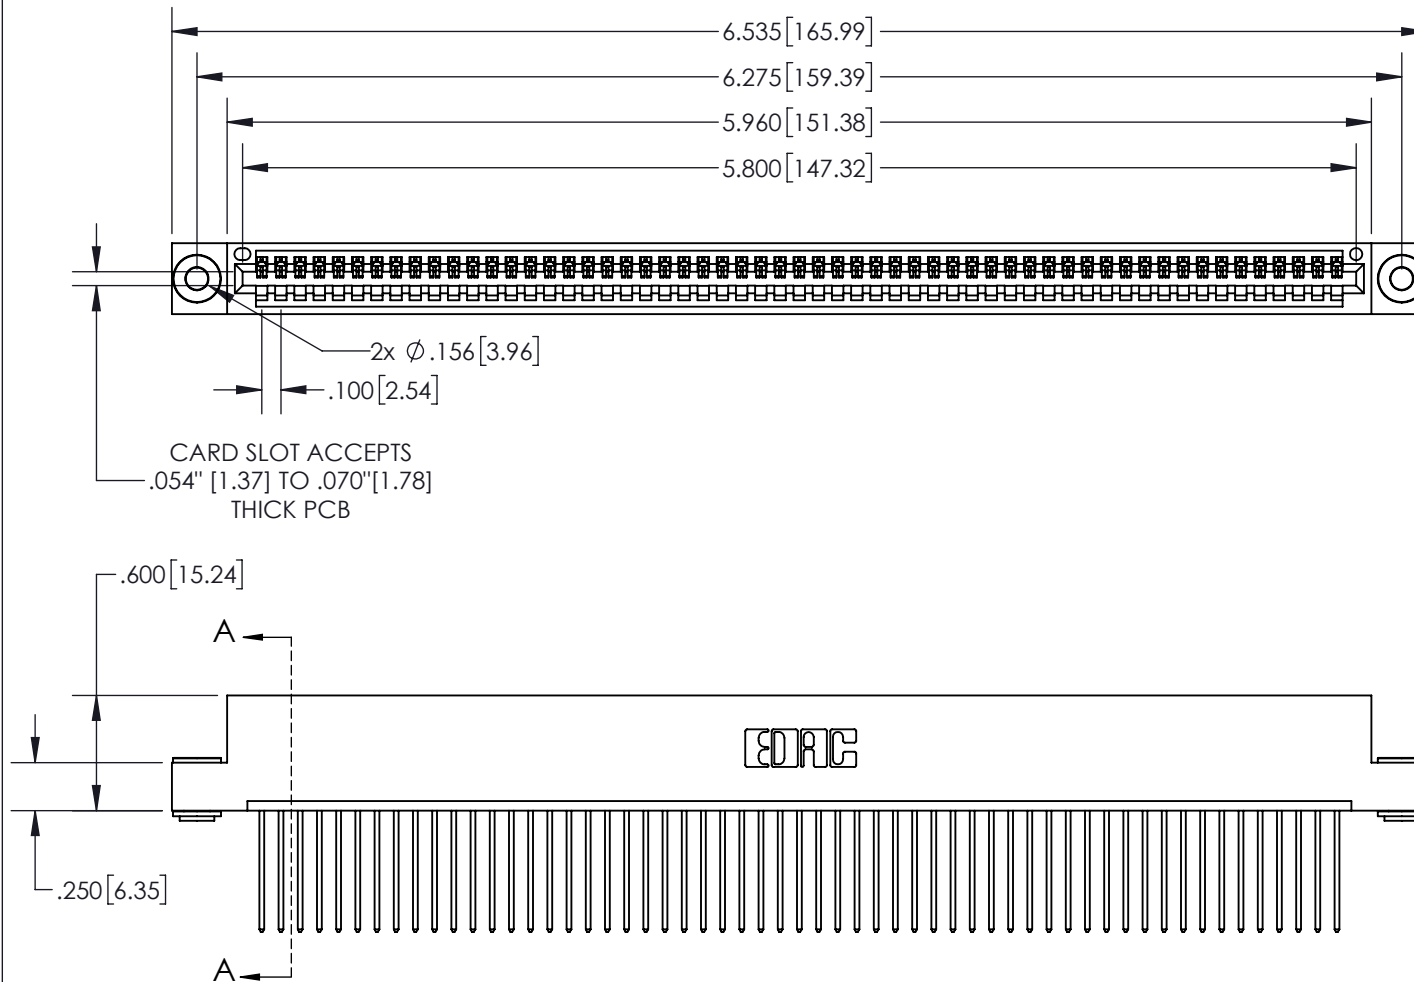 6.535[165.99]
6.275[159.39]
5.960[151.38]
5.800[147.32]
2x ∅.156[3.96]
.100[2.54]
CARD SLOT ACCEPTS
.054" [1.37] TO .070"[1.78]
THICK PCB
.600[15.24]
A
EDAC
.250[6.35]
A